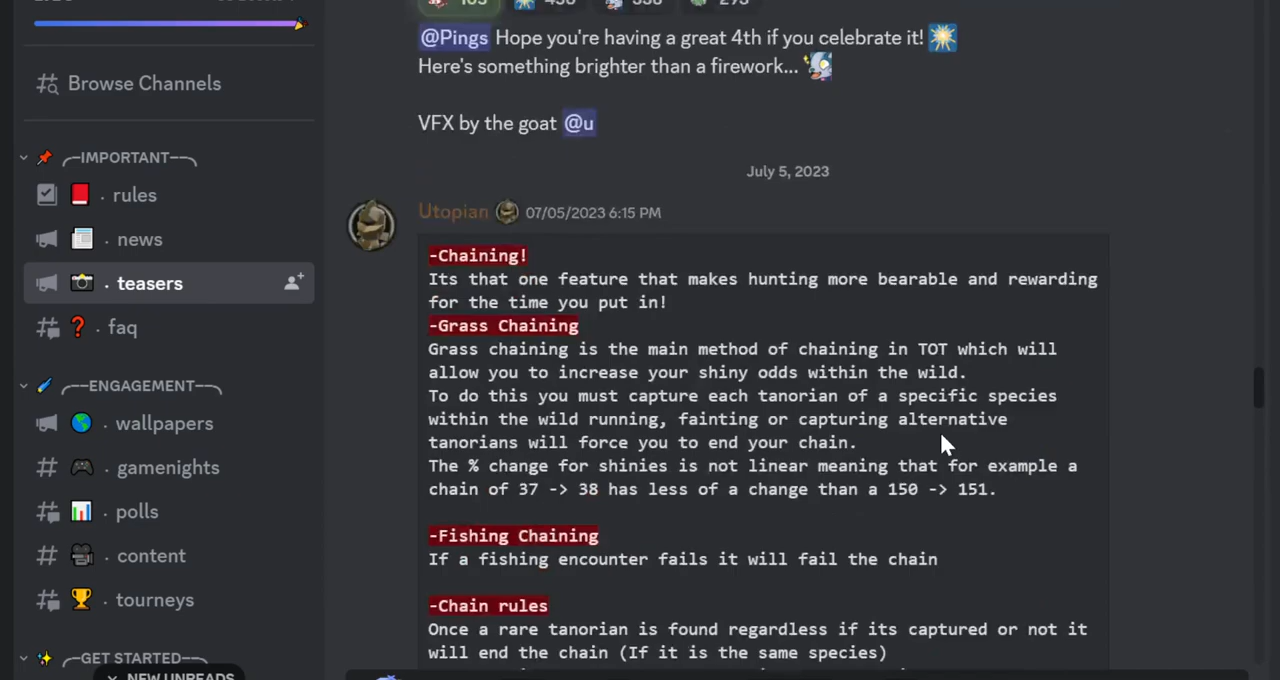 @Pings Hope you're having a great 4th if you celebrate it!
Here's something brighter than a firework...
VFX by the goat @u
Browse Channels
IMPORTANT
rules
news
teasers
faq
ENGAGEMENT
wallpapers
gamenights
polls
content
tourneys
GET STARTED
NEW UNREADS
July 5, 2023
Utopian 07/05/2023 6:15 PM
-Chaining!
Its that one feature that makes hunting more bearable and rewarding
for the time you put in!
-Grass Chaining
Grass chaining is the main method of chaining in TOT which will
allow you to increase your shiny odds within the wild.
To do this you must capture each tanorian of a specific species
within the wild running, fainting or capturing alternative
tanorians will force you to end your chain.
The % change for shinies is not linear meaning that for example a
chain of 37 -> 38 has less of a change than a 150 -> 151.
-Fishing Chaining
If a fishing encounter fails it will fail the chain
-Chain rules
Once a rare tanorian is found regardless if its captured or not it
will end the chain (If it is the same species)